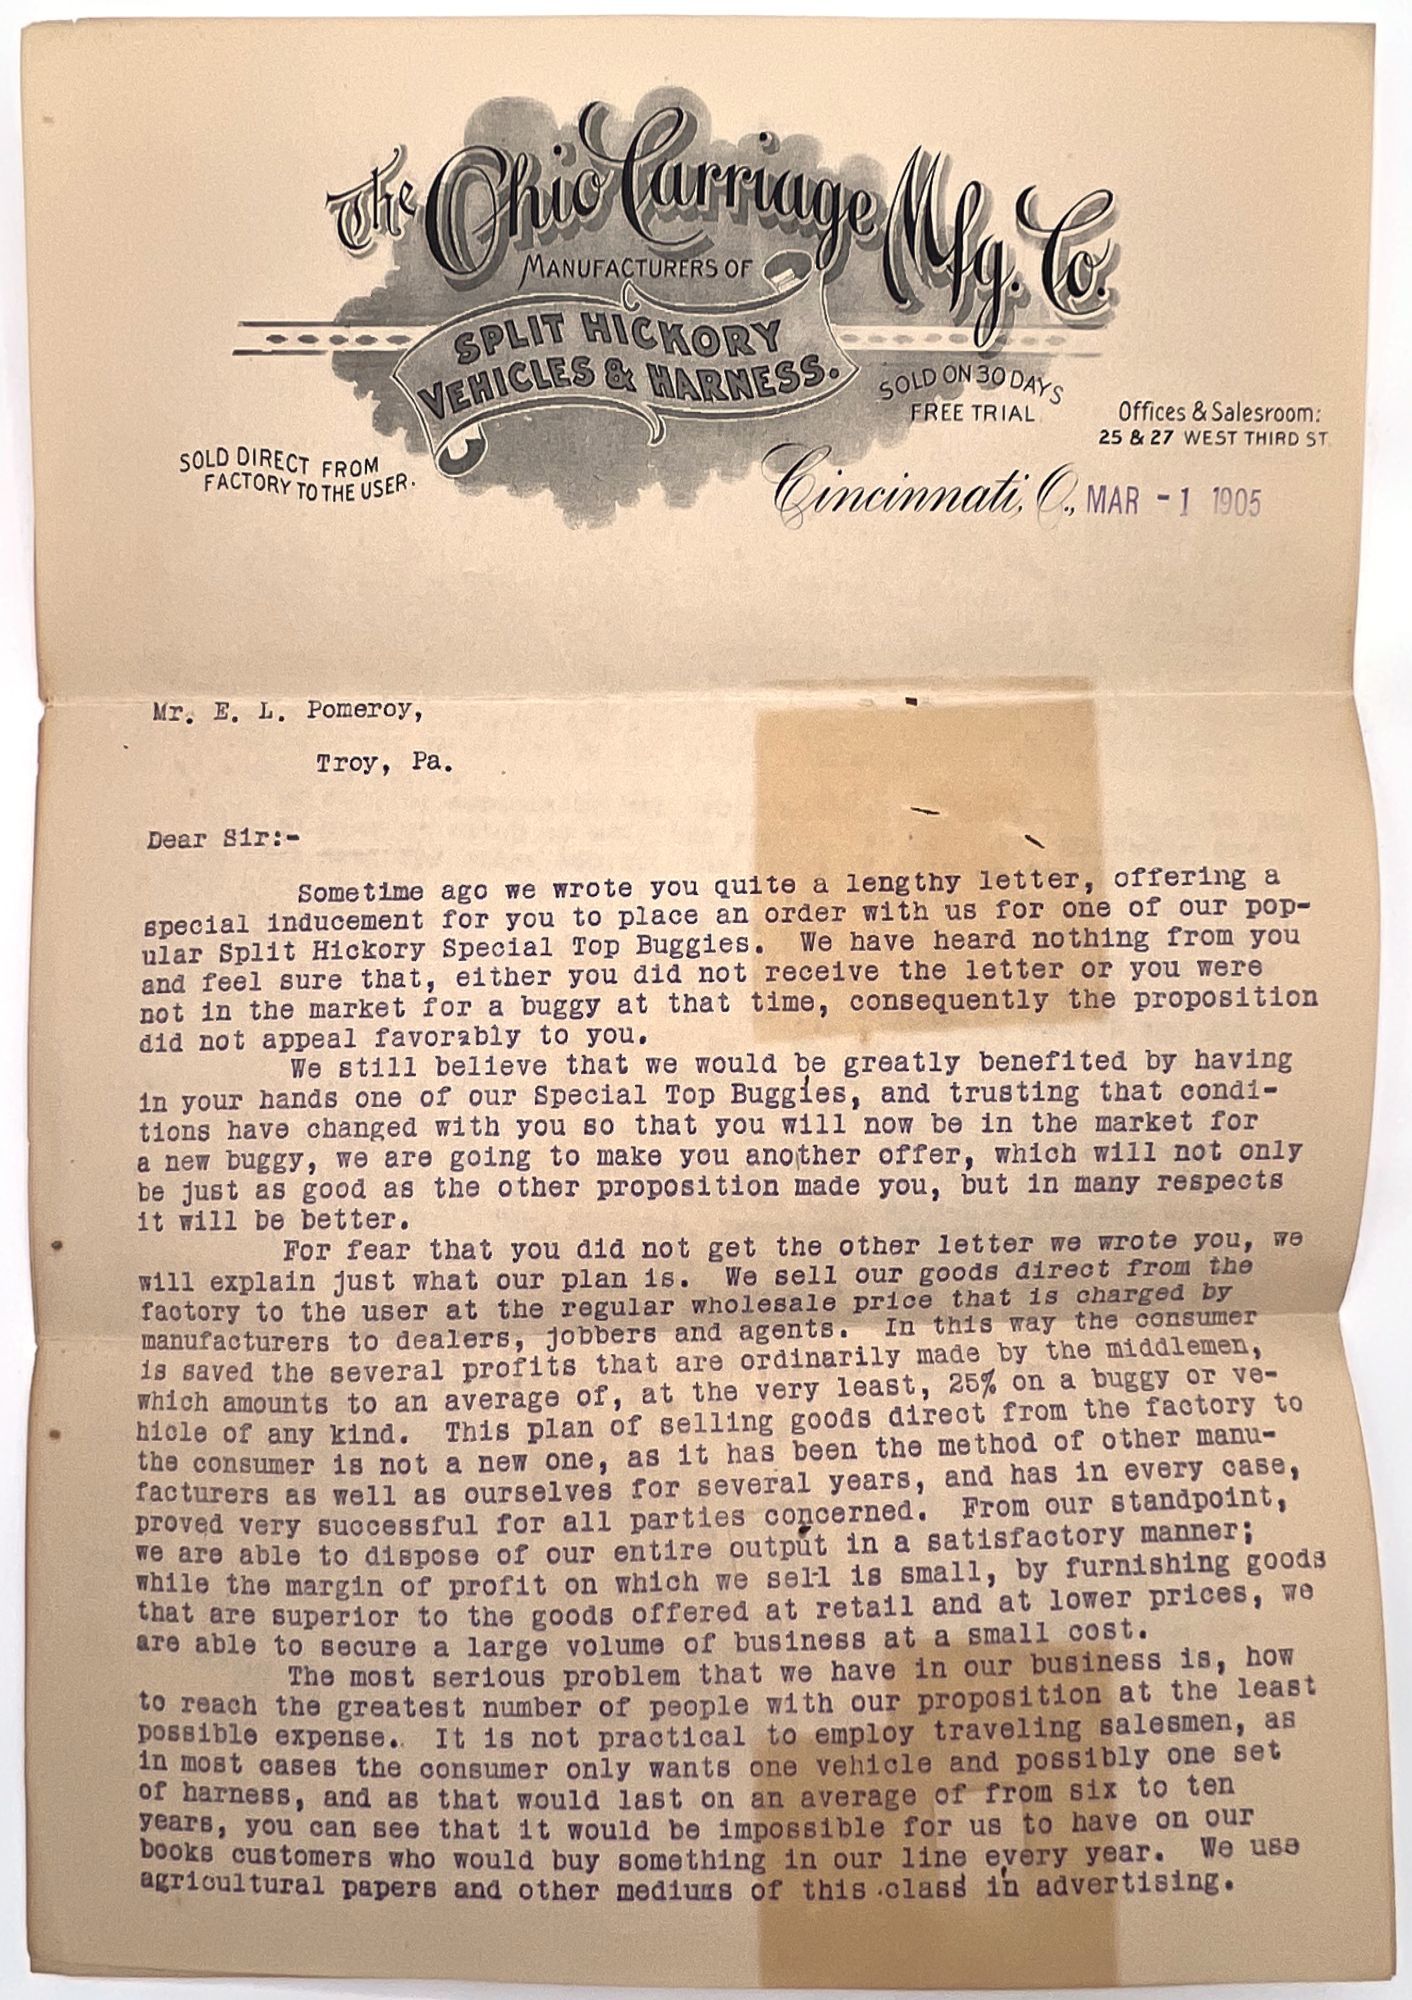 The Ohio Carriage Mfg. Co.
MANUFACTURERS OF
SPLIT HICKORY
VEHICLES & HARNESS.
SOLD ON 30 DAYS
FREE TRIAL
Offices & Salesroom:
25 & 27 WEST THIRD ST.
SOLD DIRECT FROM
FACTORY TO THE USER.
Cincinnati, O., MAR - 1 1905
Mr. E. L. Pomeroy,
Troy, Pa.
Dear Sir:-
Sometime ago we wrote you quite a lengthy letter, offering a
special inducement for you to place an order with us for one of our pop-
ular Split Hickory Special Top Buggies. We have heard nothing from you
and feel sure that, either you did not receive the letter or you were
not in the market for a buggy at that time, consequently the proposition
did not appeal favorably to you.
We still believe that we would be greatly benefited by having
in your hands one of our Special Top Buggies, and trusting that condi-
tions have changed with you so that you will now be in the market for
a new buggy, we are going to make you another offer, which will not only
be just as good as the other proposition made you, but in many respects
it will be better.
For fear that you did not get the other letter we wrote you, we
will explain just what our plan is. We sell our goods direct from the
factory to the user at the regular wholesale price that is charged by
manufacturers to dealers, jobbers and agents. In this way the consumer
is saved the several profits that are ordinarily made by the middlemen,
which amounts to an average of, at the very least, 25% on a buggy or ve-
hicle of any kind. This plan of selling goods direct from the factory to
the consumer is not a new one, as it has been the method of other manu-
facturers as well as ourselves for several years, and has in every case,
proved very successful for all parties concerned. From our standpoint,
we are able to dispose of our entire output in a satisfactory manner;
while the margin of profit on which we sell is small, by furnishing goods
that are superior to the goods offered at retail and at lower prices, we
are able to secure a large volume of business at a small cost.
The most serious problem that we have in our business is, how
to reach the greatest number of people with our proposition at the least
possible expense. It is not practical to employ traveling salesmen, as
in most cases the consumer only wants one vehicle and possibly one set
of harness, and as that would last on an average of from six to ten
years, you can see that it would be impossible for us to have on our
books customers who would buy something in our line every year. We use
agricultural papers and other mediums of this class in advertising.